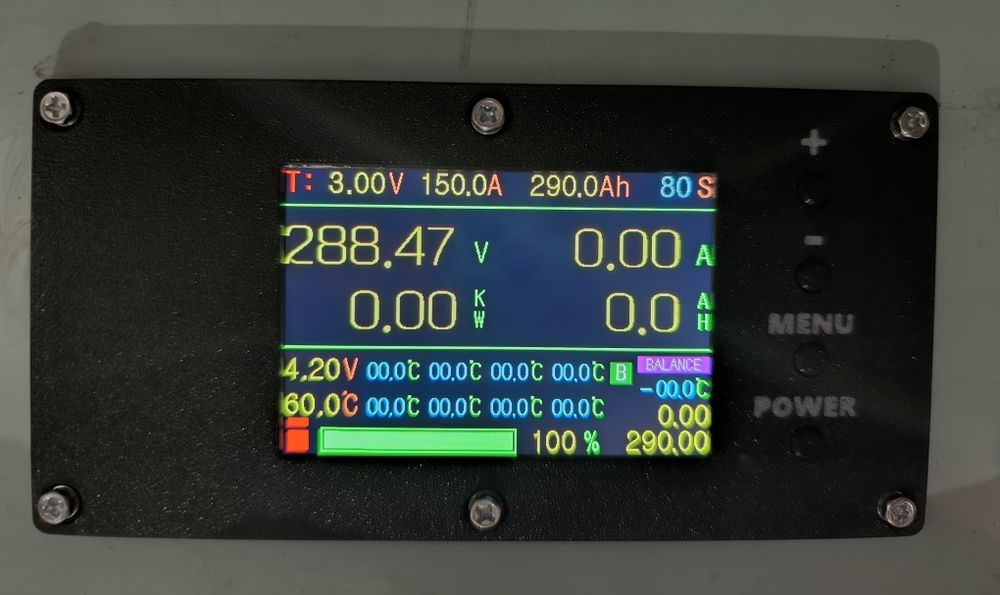 T: 3.00V 150.0A 290.0Ah 80 S
288.47 V 0.00 A
0.00 KW 0.0 AH
4.20V 00.0℃ 00.0℃ 00.0℃ 00.0℃ B BALANCE
-00.0℃
60.0℃ 00.0℃ 00.0℃ 00.0℃ 00.0℃ 0.00
100 % 290.00
+
-
MENU
POWER